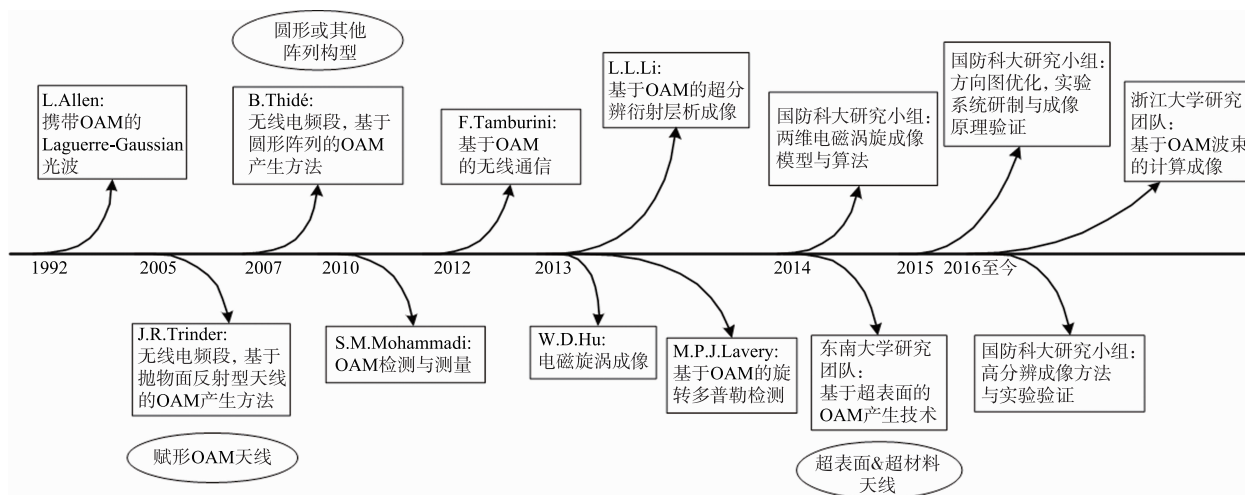 圆形或其他
阵列构型
L.Allen:
携带OAM的
Laguerre-Gaussian
光波
B.Thidé:
无线电频段，基于
圆形阵列的OAM
产生方法
F.Tamburini:
基于OAM
的无线通信
L.L.Li:
基于OAM的超分
辨衍射层析成像
国防科大研究小组:
两维电磁涡旋成像
模型与算法
国防科大研究小组:
方向图优化，实验
系统研制与成像
原理验证
浙江大学研究
团队:
基于OAM波束
的计算成像
1992
2005
2007
2010
2012
2013
2014
2015
2016至今
J.R.Trinder:
无线电频段，基于
抛物面反射型天线
的OAM产生方法
赋形OAM天线
S.M.Mohammadi:
OAM检测与测量
W.D.Hu:
电磁旋涡成像
M.P.J.Lavery:
基于OAM的旋
转多普勒检测
东南大学研究
团队:
基于超表面的
OAM产生技术
超表面&超材料
天线
国防科大研究小组:
高分辨成像方法
与实验验证